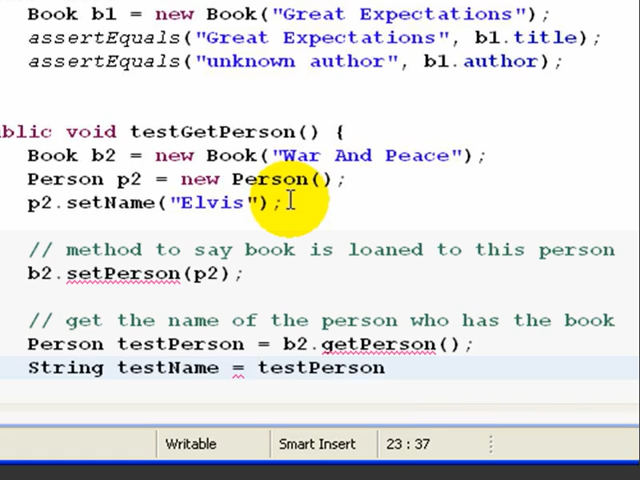 Book b1 = new Book("Great Expectations");
assertEquals("Great Expectations", b1.title);
assertEquals("unknown author", b1.author);
ublic void testGetPerson() {
Book b2 = new Book("War And Peace");
Person p2 = new Person();
p2.setName("Elvis");
// method to say book is loaned to this person
b2.setPerson(p2);
// get the name of the person who has the book
Person testPerson = b2.getPerson();
String testName = testPerson
Writable Smart Insert 23 : 37